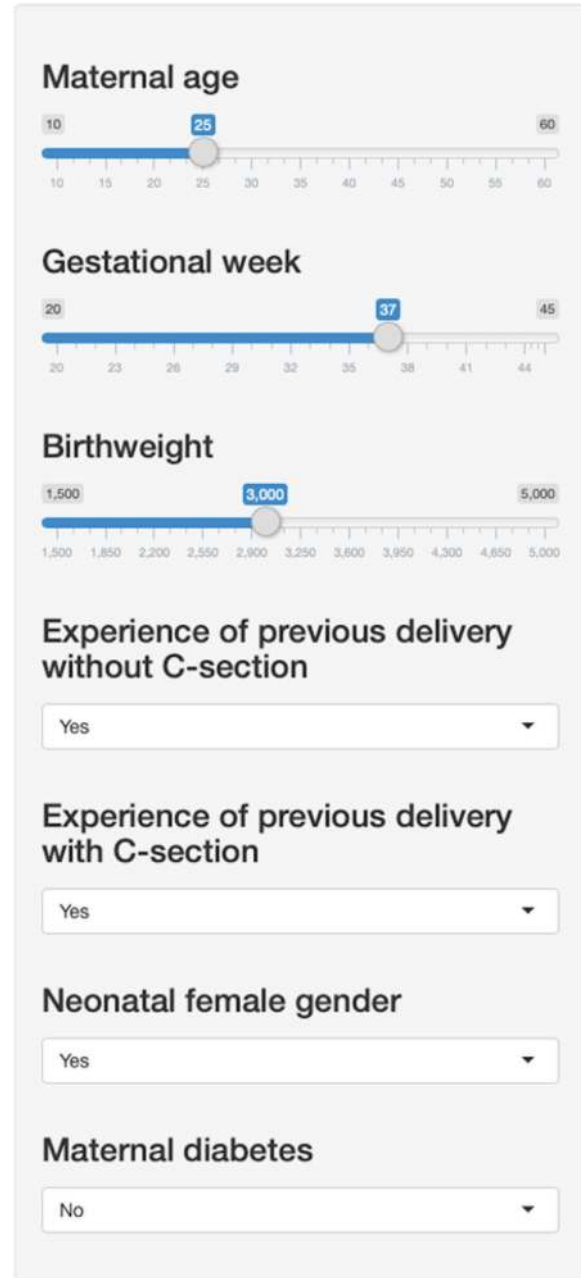 Maternal age
10 25 60
10 15 20 25 30 35 40 45 50 55 60
Gestational week
20 37 45
20 23 26 29 32 35 38 41 44
Birthweight
1,500 3,000 5,000
1,500 1,850 2,200 2,550 2,900 3,250 3,600 3,950 4,300 4,650 5,000
Experience of previous delivery
without C-section
Yes
Experience of previous delivery
with C-section
Yes
Neonatal female gender
Yes
Maternal diabetes
No